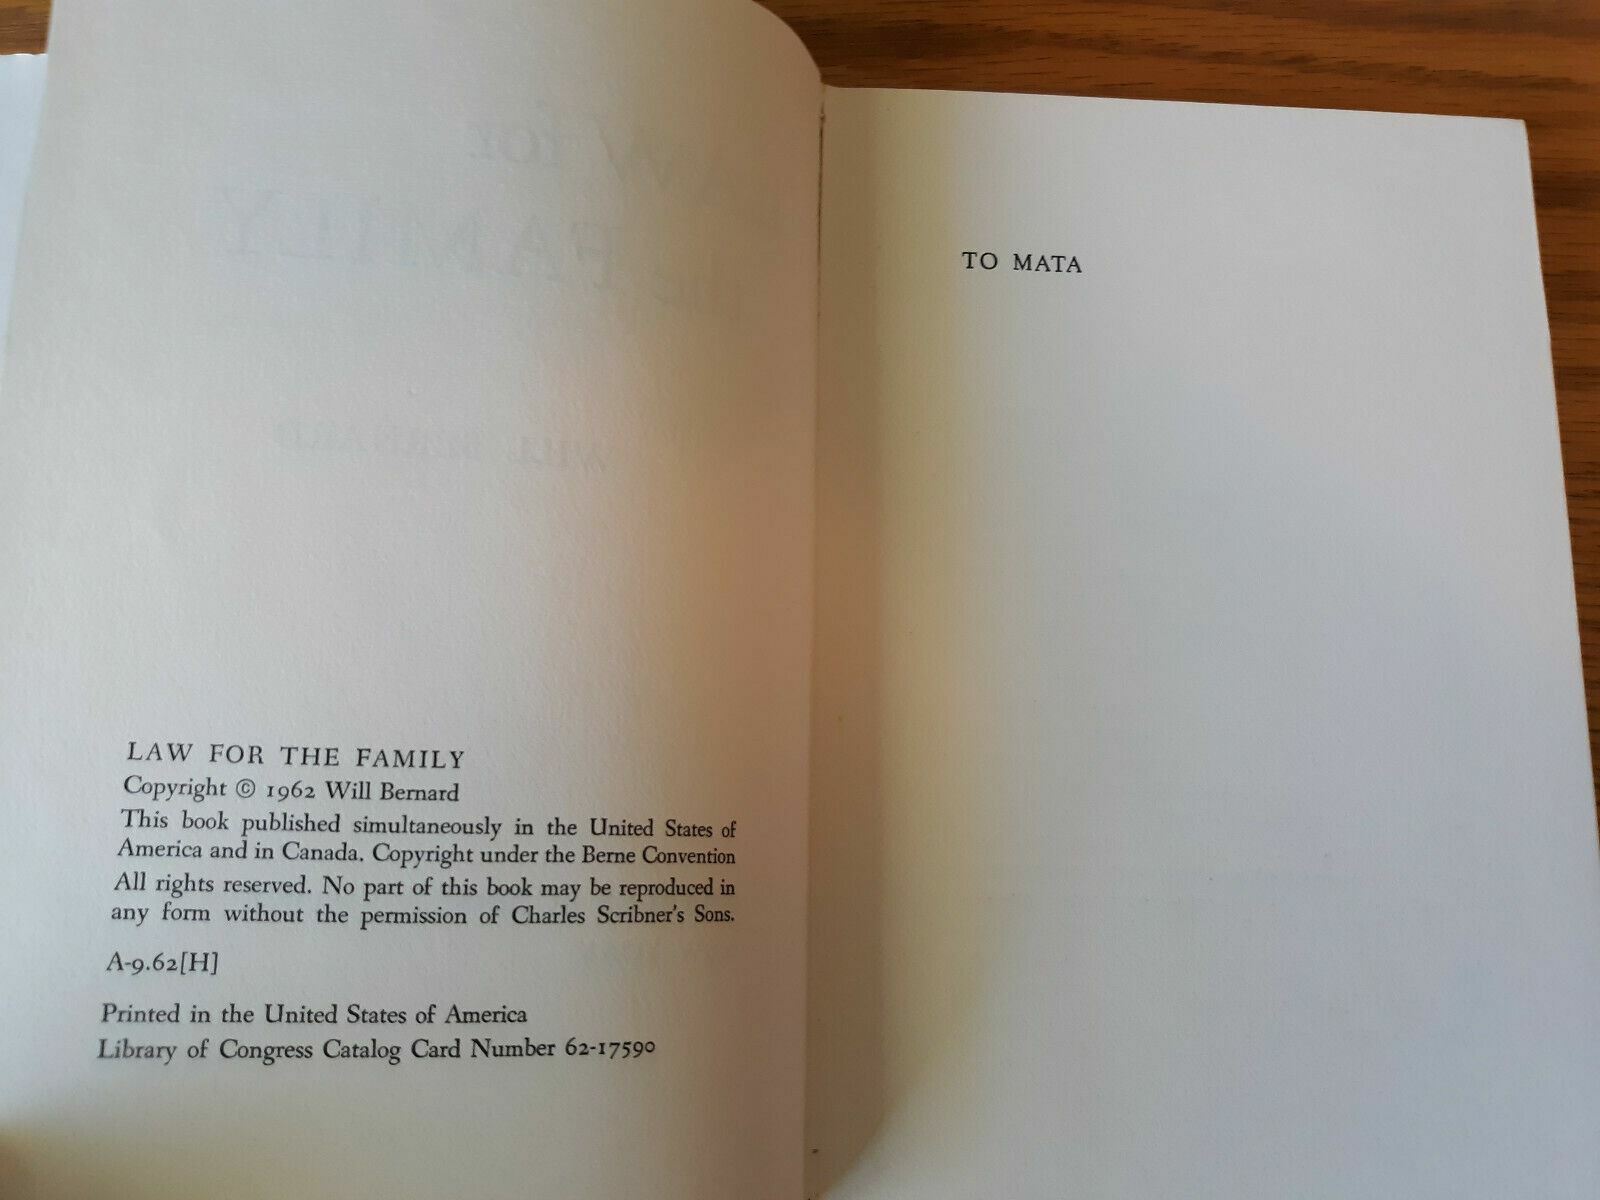 LAW FOR THE FAMILY
Copyright © 1962 Will Bernard
This book published simultaneously in the United States of
America and in Canada. Copyright under the Berne Convention
All rights reserved. No part of this book may be reproduced in
any form without the permission of Charles Scribner's Sons.
A-9.62[H]
Printed in the United States of America
Library of Congress Catalog Card Number 62-17590
TO MATA